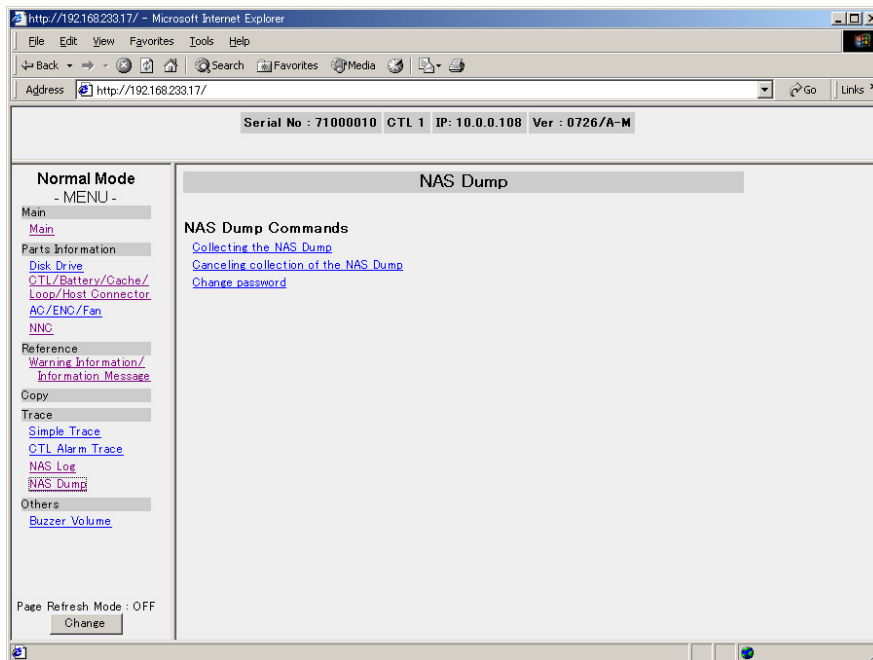 http://192.168.233.17/ - Microsoft Internet Explorer
File Edit View Favorites Tools Help
Back Search Favorites Media
Address http://192.168.233.17/ Go Links
Serial No : 71000010 CTL 1 IP: 10.0.0.108 Ver : 0726/A-M
Normal Mode
- MENU -
Main
Main
Parts Information
Disk Drive
CTL/Battery/Cache/
Loop/Host Connector
AC/ENC/Fan
NNC
Reference
Warning Information/
Information Message
Copy
Trace
Simple Trace
CTL Alarm Trace
NAS Log
NAS Dump
Others
Buzzer Volume
Page Refresh Mode : OFF
Change
NAS Dump
NAS Dump Commands
Collecting the NAS Dump
Canceling collection of the NAS Dump
Change password